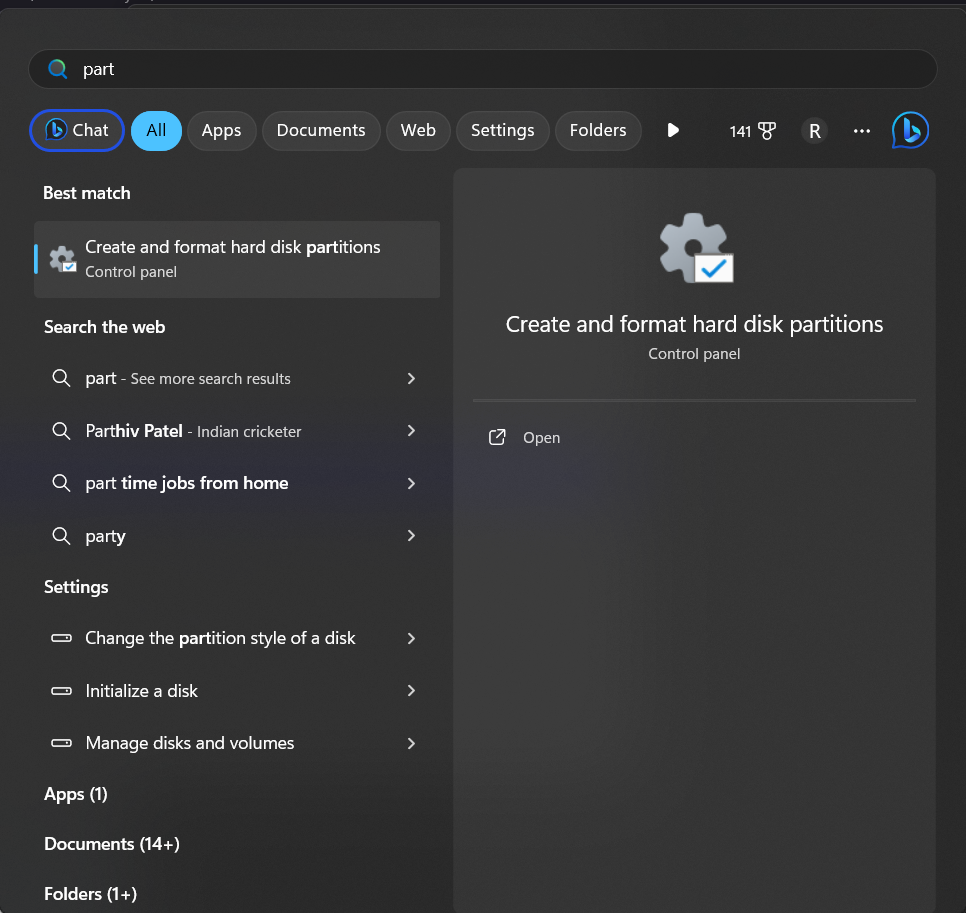 part
Chat All Apps Documents Web Settings Folders 141 R
Best match
Create and format hard disk partitions
Control panel
Search the web
part - See more search results
Parthiv Patel - Indian cricketer
part time jobs from home
party
Settings
Change the partition style of a disk
Initialize a disk
Manage disks and volumes
Apps (1)
Documents (14+)
Folders (1+)
Create and format hard disk partitions
Control panel
Open